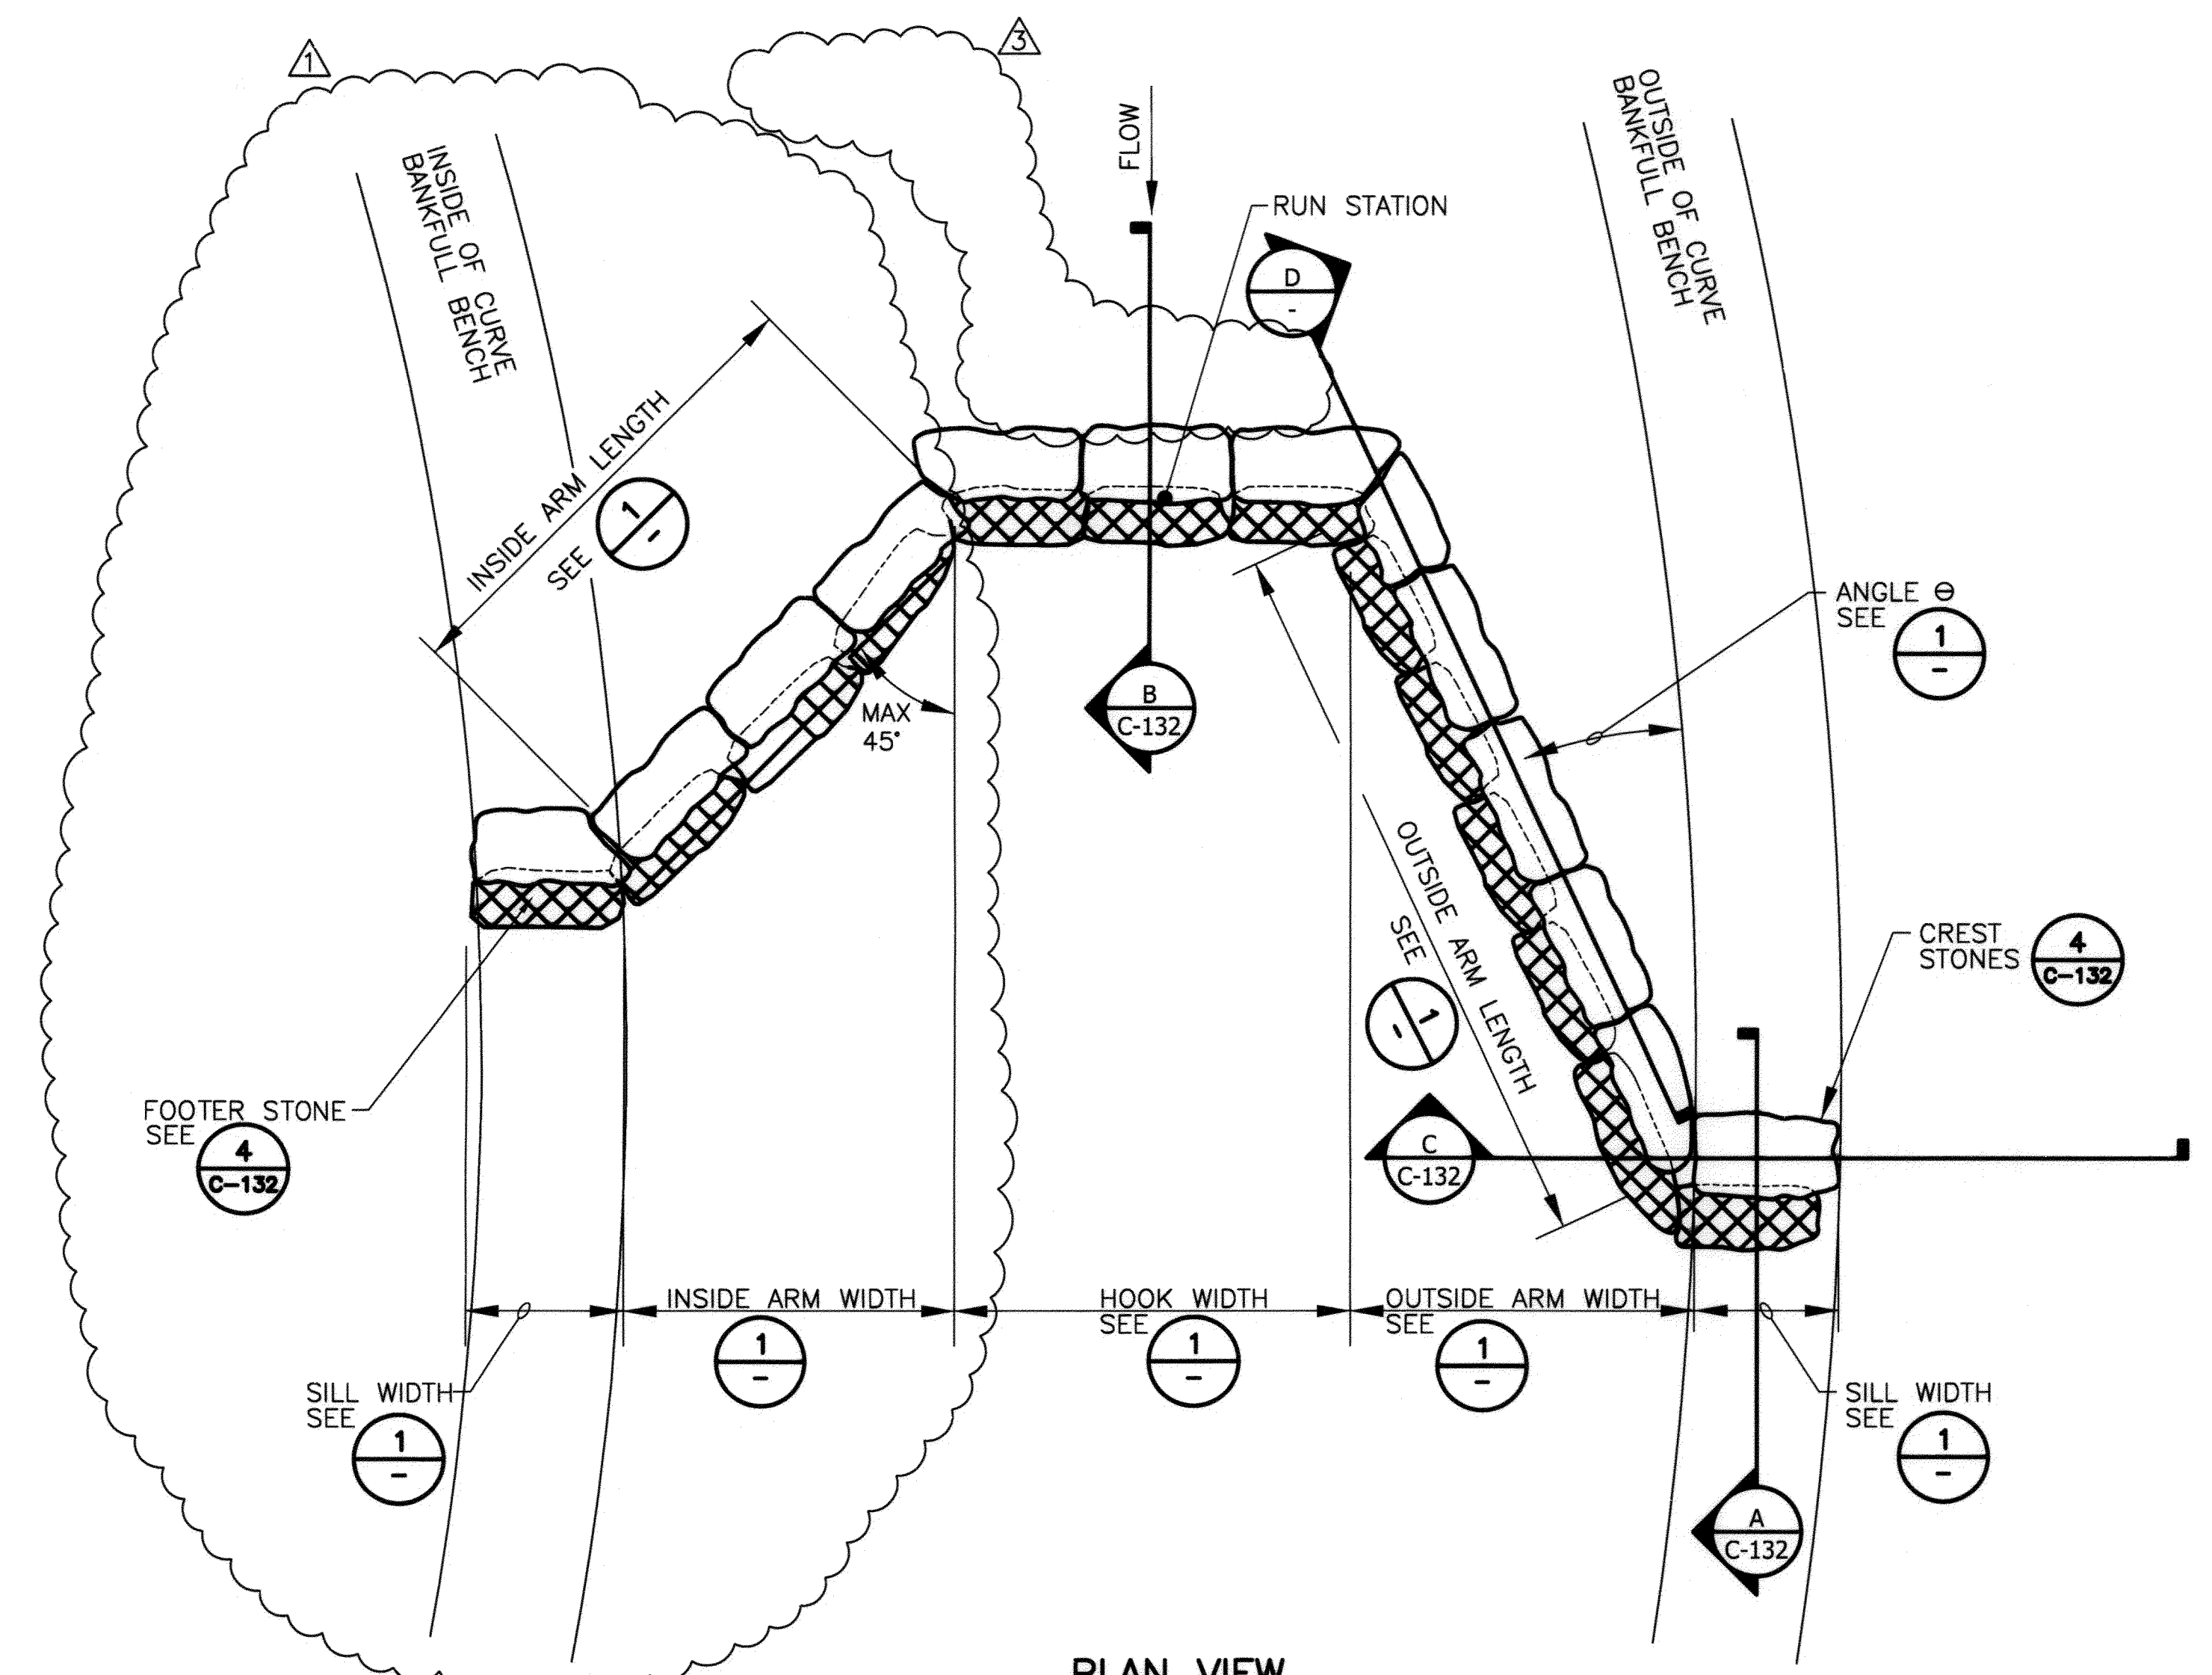 1
3
INSIDE OF CURVE
BANKFULL BENCH
FLOW
OUTSIDE OF CURVE
BANKFULL BENCH
RUN STATION
D
-
INSIDE ARM LENGTH
SEE
1
-
ANGLE Θ
SEE
1
-
MAX
45°
B
C-132
OUTSIDE ARM LENGTH
SEE
1
-
CREST
STONES
4
C-132
FOOTER STONE
SEE
4
C-132
C
C-132
INSIDE ARM WIDTH
1
-
HOOK WIDTH
SEE
1
-
OUTSIDE ARM WIDTH
SEE
1
-
SILL WIDTH
SEE
1
-
SILL WIDTH
SEE
1
-
A
C-132
PLAN VIEW